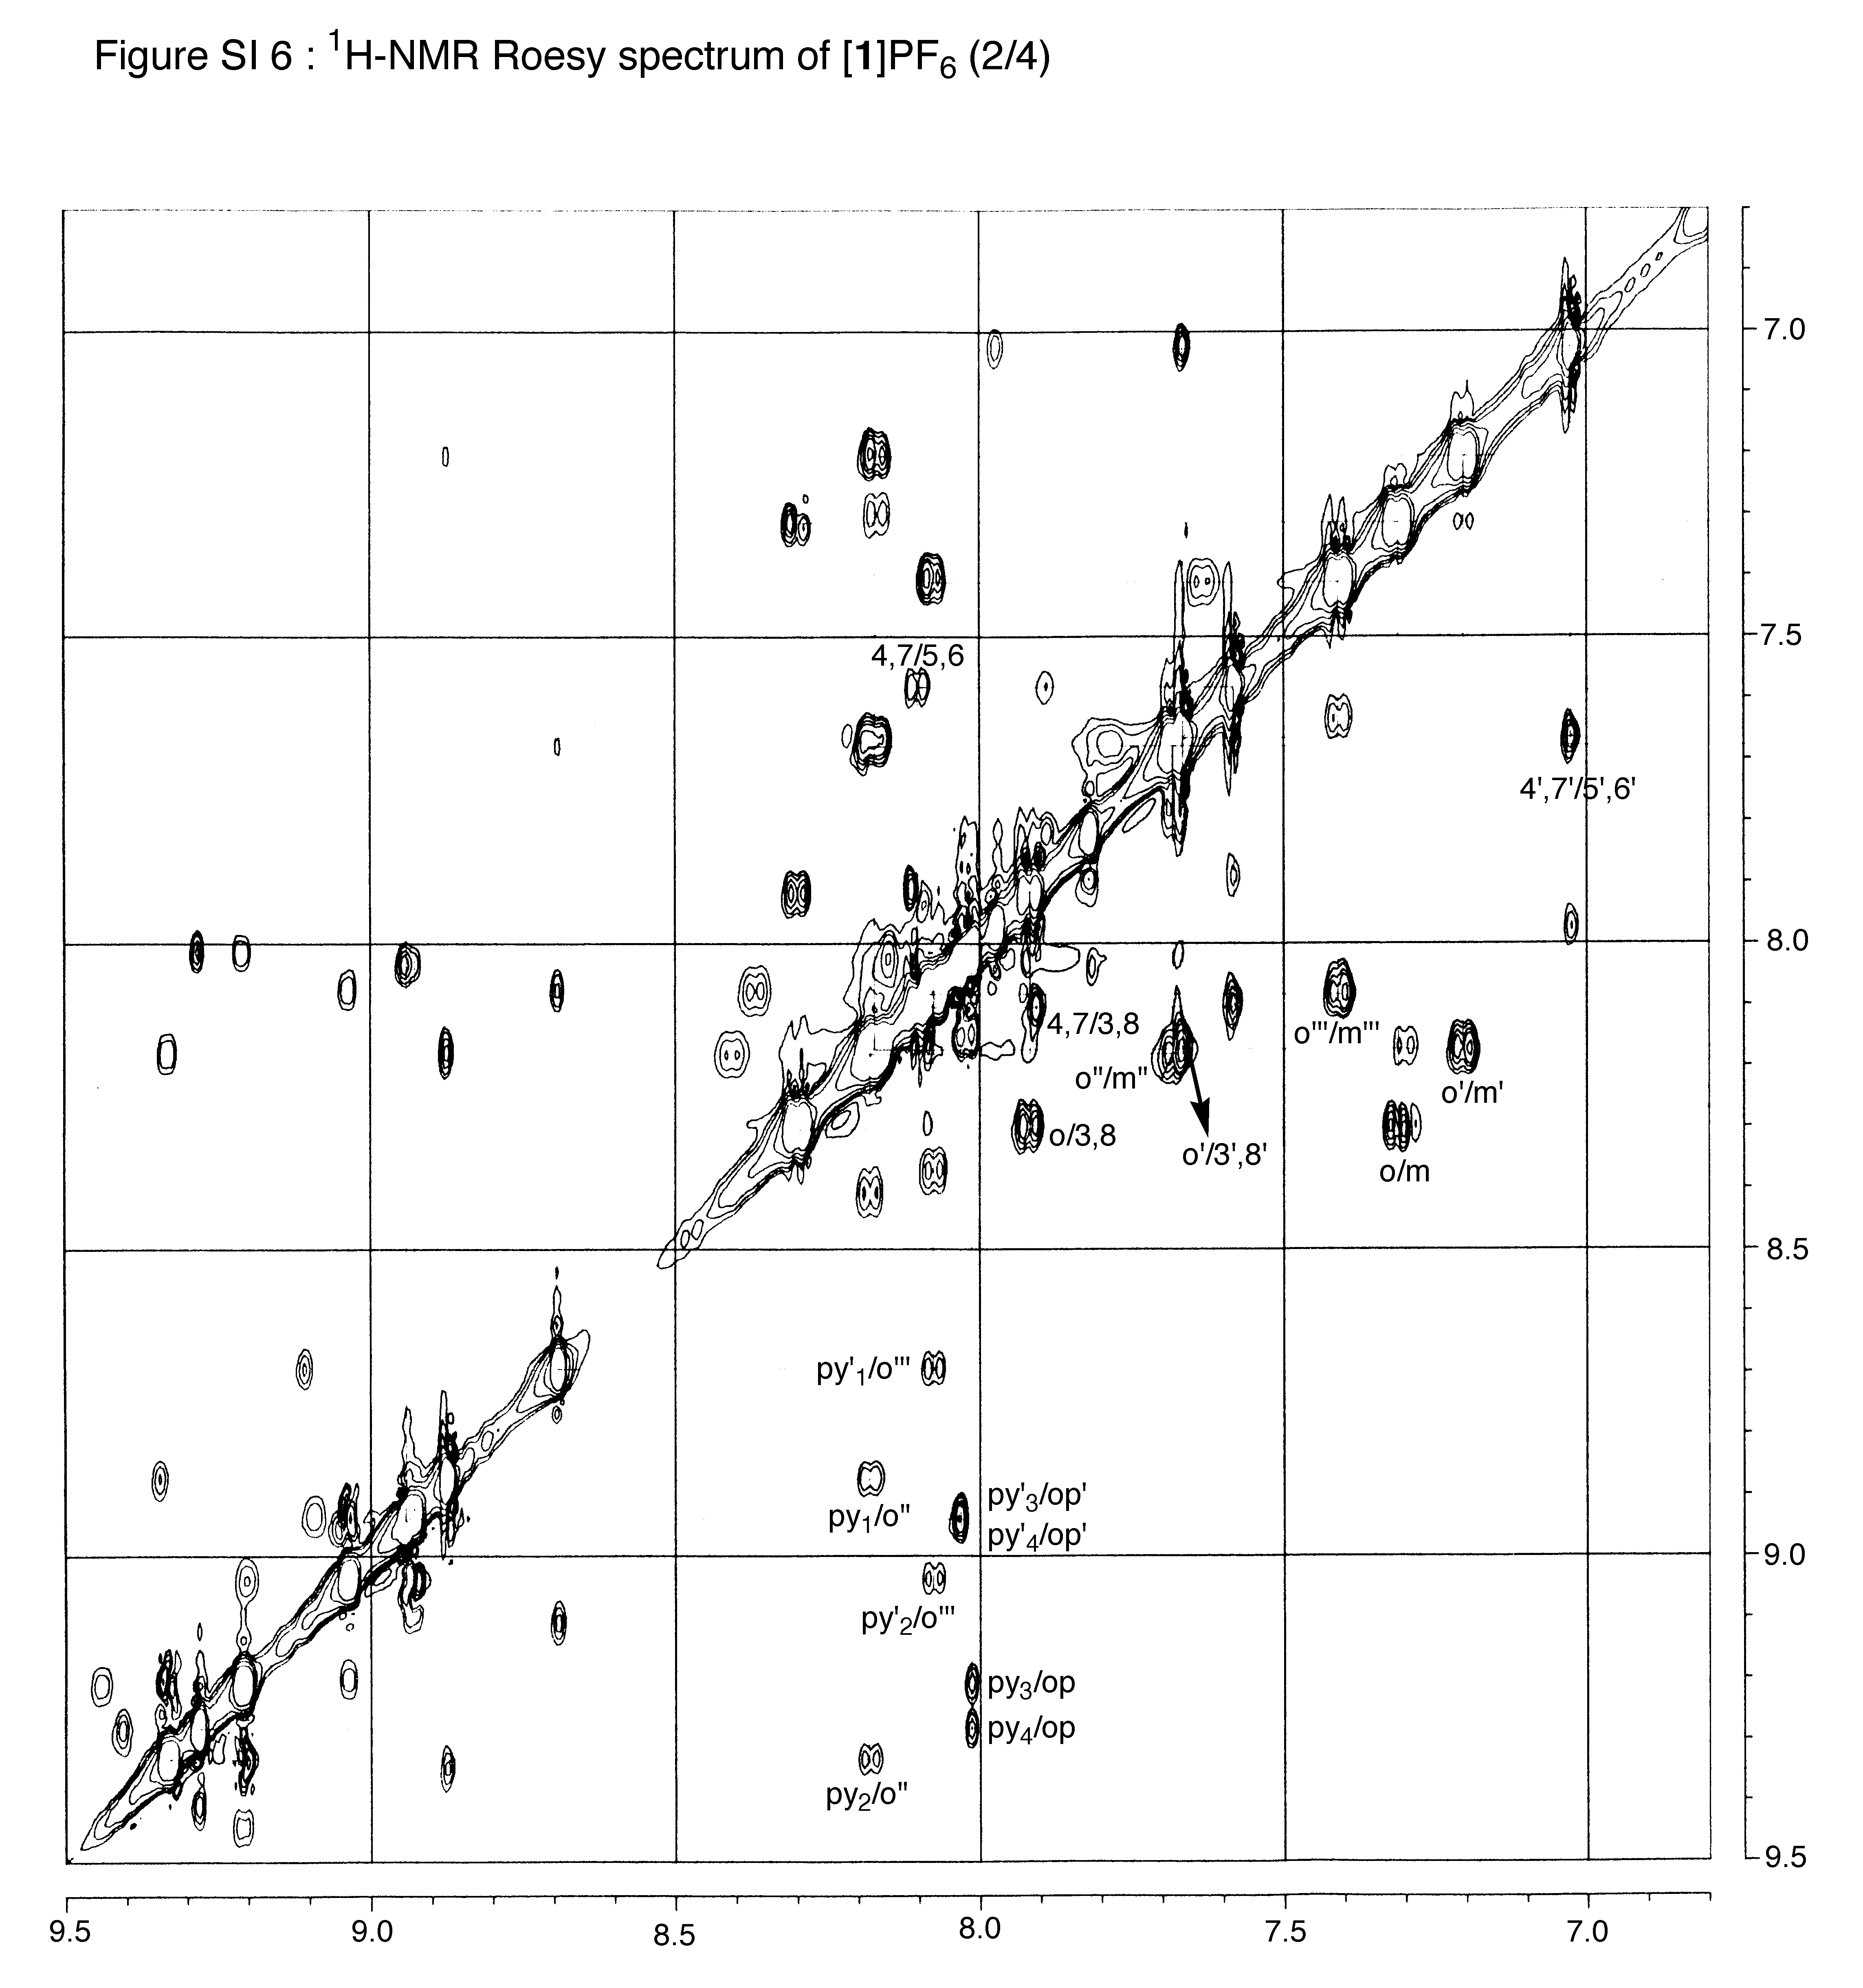 Figure SI 6 : ¹H-NMR Roesy spectrum of [1]PF₆ (2/4)
7.0
7.5
4,7/5,6
4',7'/5',6'
8.0
4,7/3,8
o'''/m'''
o''/m''
o'/m'
o/3,8
o'/3',8'
o/m
8.5
py'₁/o'''
py₁/o''
py'₃/op'
py'₄/op'
9.0
py'₂/o'''
py₃/op
py₄/op
py₂/o''
9.5
9.5 9.0 8.5 8.0 7.5 7.0